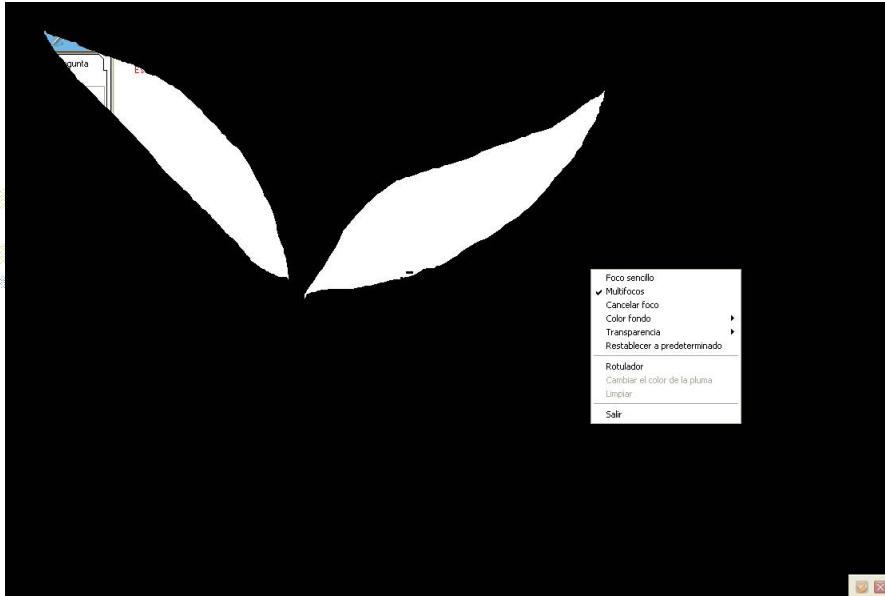 gunta
Foco sencillo
Multifocos
Cancelar foco
Color fondo
Transparencia
Restablecer a predeterminado
Rotulador
Cambiar el color de la pluma
Limpiar
Salir